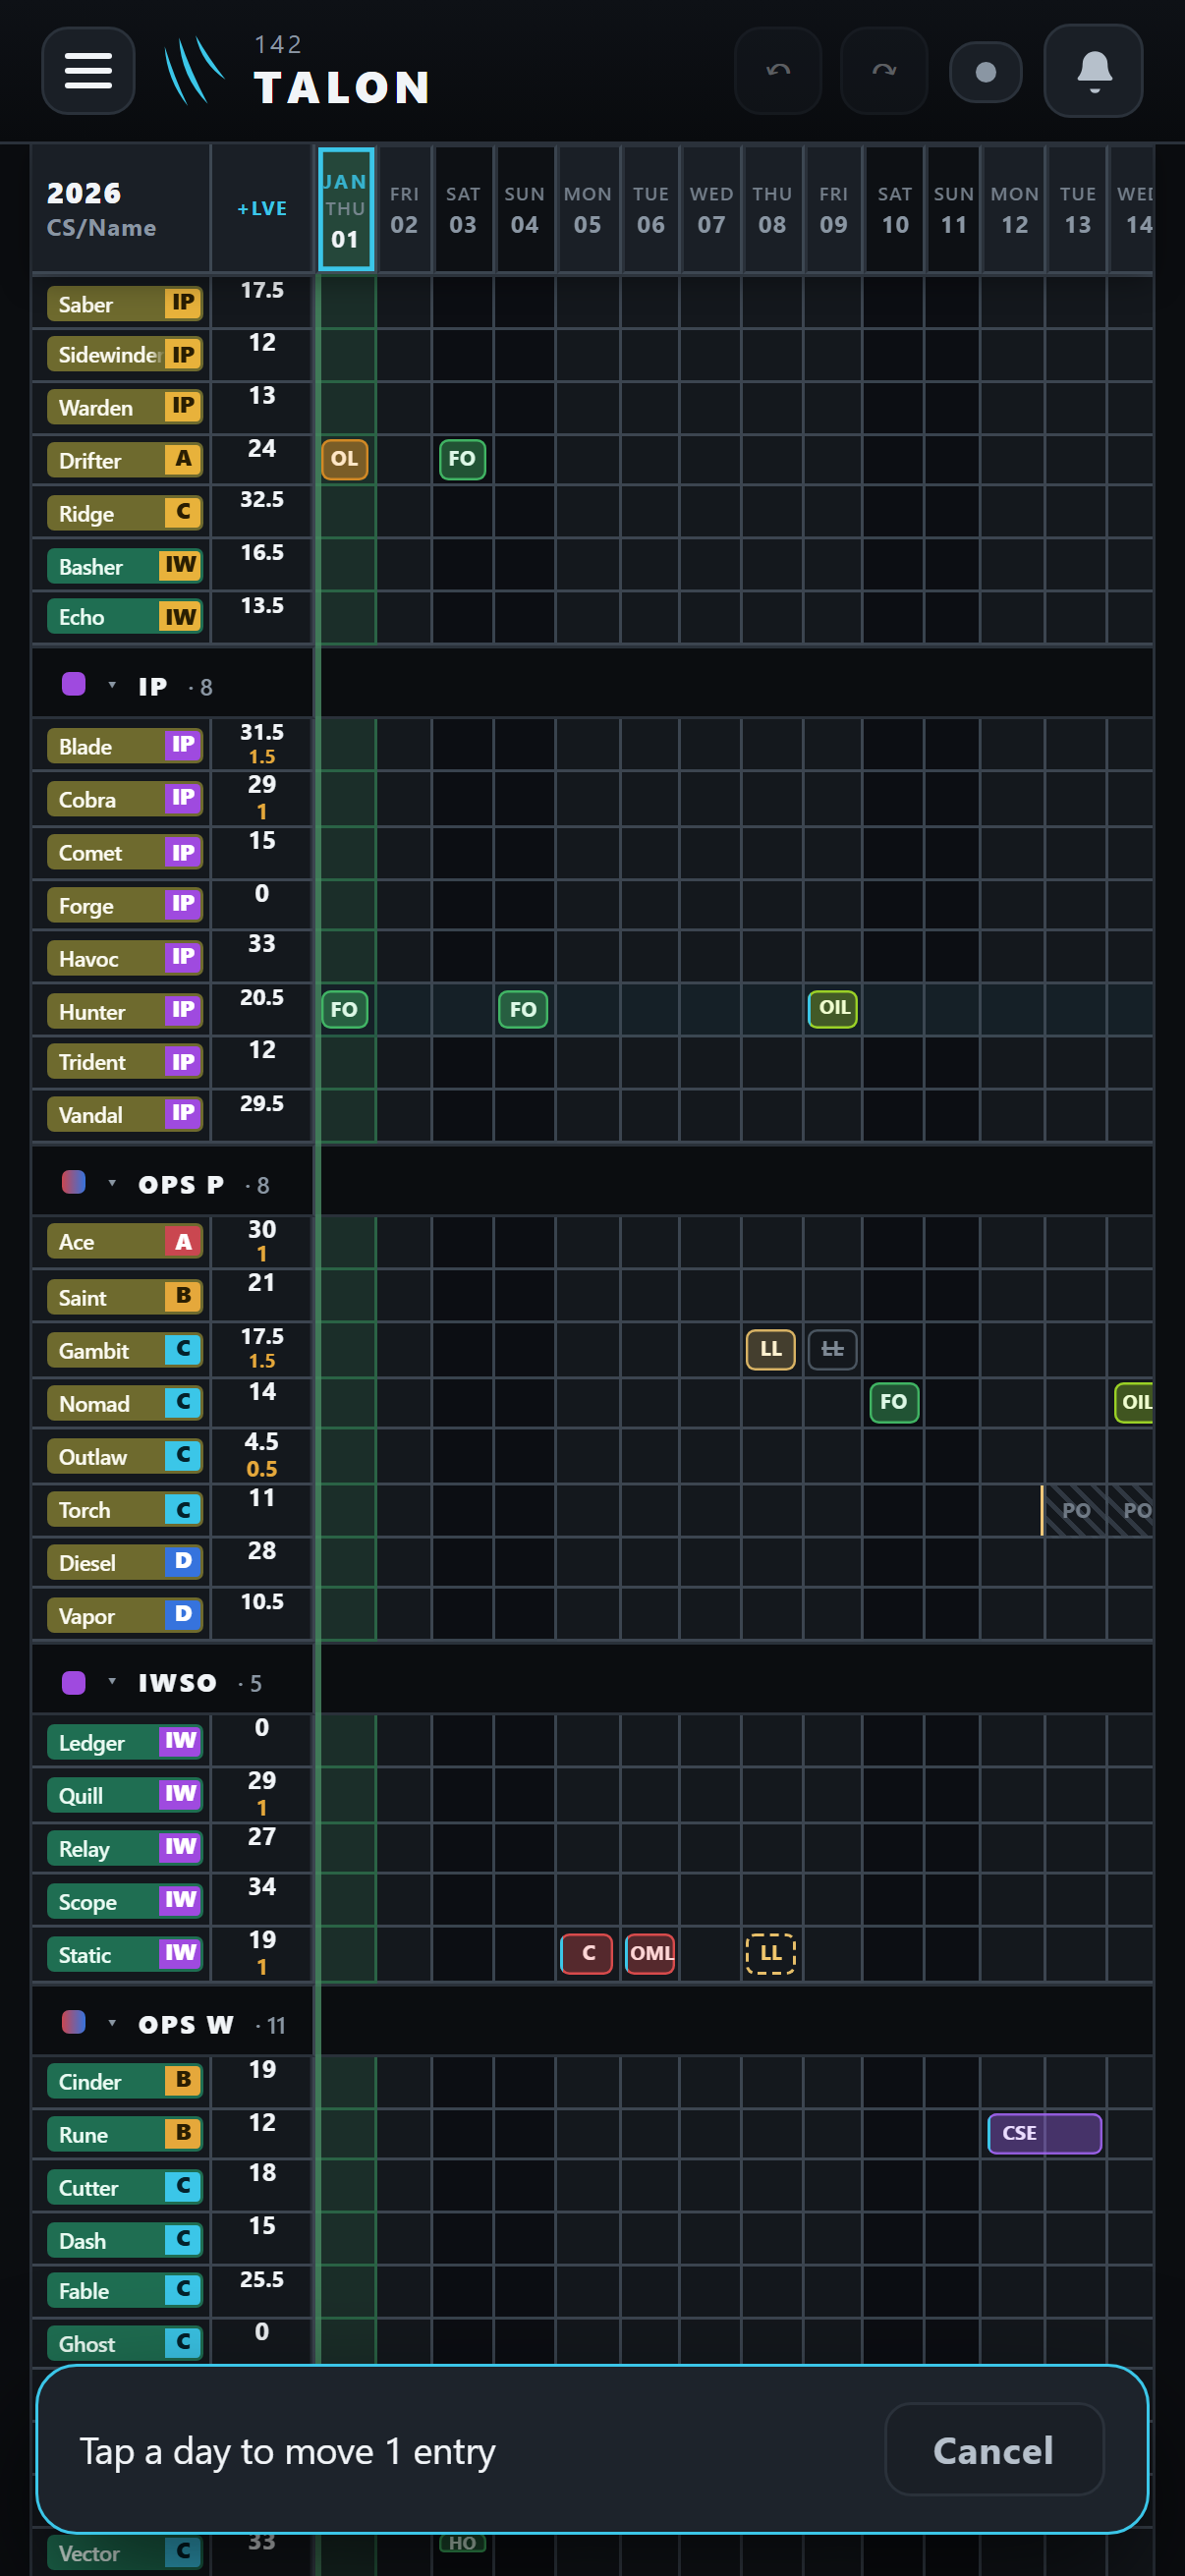 142
TALON
2026
CS/Name
+LVE
JAN THU 01
FRI 02
SAT 03
SUN 04
MON 05
TUE 06
WED 07
THU 08
FRI 09
SAT 10
SUN 11
MON 12
TUE 13
WED 14
Saber IP 17.5
Sidewinder IP 12
Warden IP 13
Drifter A 24 OL FO
Ridge C 32.5
Basher IW 16.5
Echo IW 13.5
IP · 8
Blade IP 31.5 1.5
Cobra IP 29 1
Comet IP 15
Forge IP 0
Havoc IP 33
Hunter IP 20.5 FO FO OIL
Trident IP 12
Vandal IP 29.5
OPS P · 8
Ace A 30 1
Saint B 21
Gambit C 17.5 1.5 LL LL
Nomad C 14 FO OIL
Outlaw C 4.5 0.5
Torch C 11 PO PO
Diesel D 28
Vapor D 10.5
IWSO · 5
Ledger IW 0
Quill IW 29 1
Relay IW 27
Scope IW 34
Static IW 19 1 C OML LL
OPS W · 11
Cinder B 19
Rune B 12 CSE
Cutter C 18
Dash C 15
Fable C 25.5
Ghost C 0
Tap a day to move 1 entry
Cancel
Vector C 33 HO